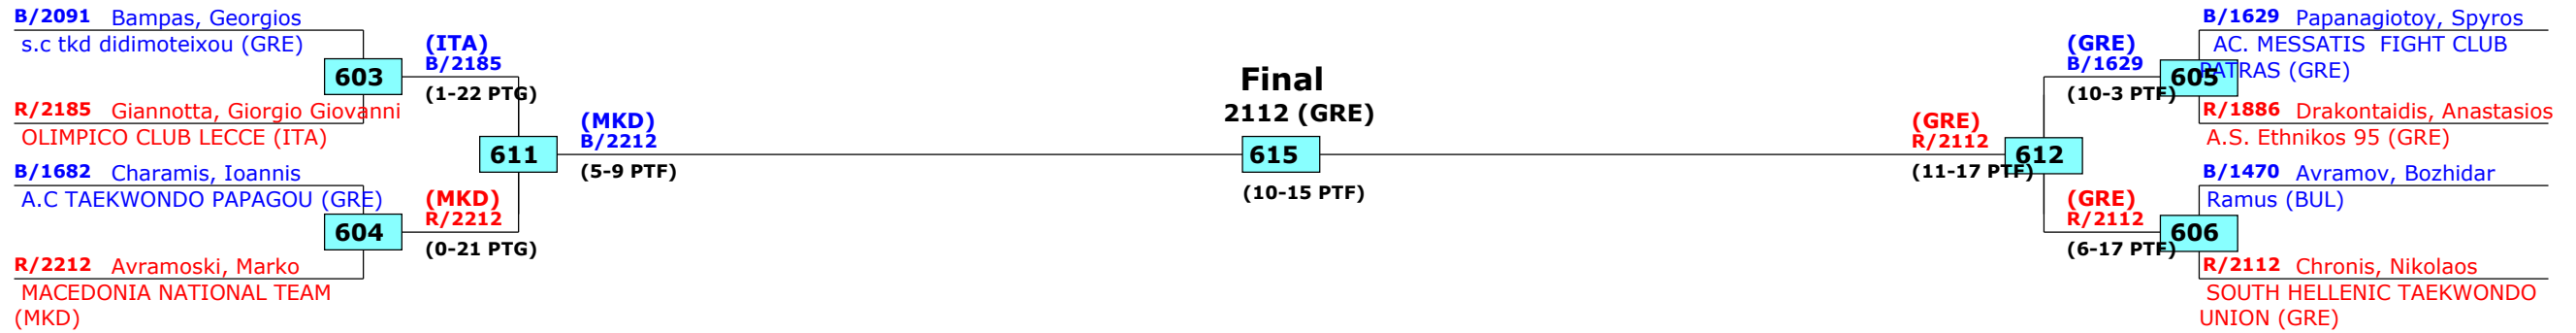 B/2091 Bampas, Georgios
s.c tkd didimoteixou (GRE)
603
R/2185 Giannotta, Giorgio Giovanni
OLIMPICO CLUB LECCE (ITA)
B/1682 Charamis, Ioannis
A.C TAEKWONDO PAPAGOU (GRE)
604
R/2212 Avramoski, Marko
MACEDONIA NATIONAL TEAM
(MKD)
(ITA)
B/2185
(1-22 PTG)
611
(MKD)
R/2212
(0-21 PTG)
(MKD)
B/2212
(5-9 PTF)
Final
2112 (GRE)
615
(10-15 PTF)
(GRE)
R/2112
(11-17 PTF)
612
(GRE)
B/1629
(10-3 PTF)
(GRE)
R/2112
(6-17 PTF)
B/1629 Papanagiotoy, Spyros
AC. MESSATIS FIGHT CLUB
PATRAS (GRE)
605
R/1886 Drakontaidis, Anastasios
A.S. Ethnikos 95 (GRE)
B/1470 Avramov, Bozhidar
Ramus (BUL)
606
R/2112 Chronis, Nikolaos
SOUTH HELLENIC TAEKWONDO
UNION (GRE)